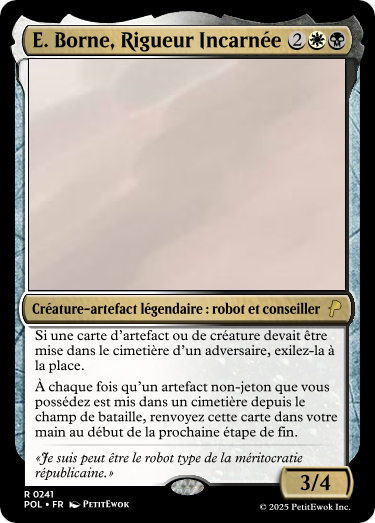 E. Borne, Rigueur Incarnée 2
Créature-artefact légendaire : robot et conseiller
Si une carte d’artefact ou de créature devait être
mise dans le cimetière d’un adversaire, exilez-la à
la place.
À chaque fois qu’un artefact non-jeton que vous
possédez est mis dans un cimetière depuis le
champ de bataille, renvoyez cette carte dans votre
main au début de la prochaine étape de fin.
«Je suis peut être le robot type de la méritocratie
républicaine.»
3/4
R 0241
POL • FR PetitEwok
© 2025 PetitEwok Inc.